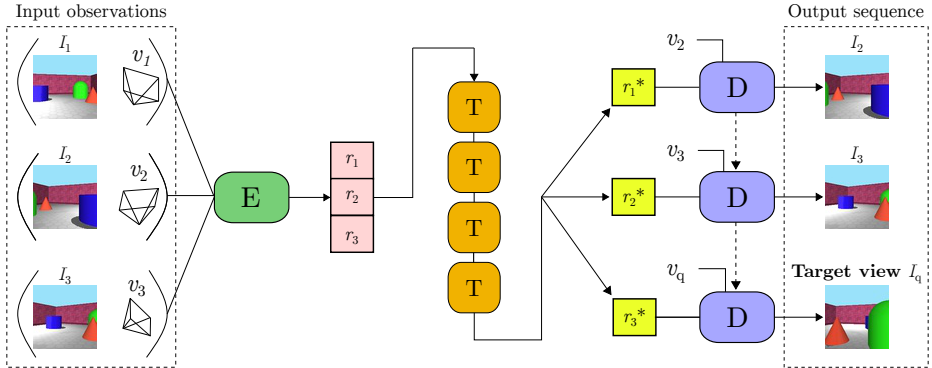 Input observations
I1
v1
I2
v2
I3
v3
E
r1
r2
r3
T
T
T
T
r1*
r2*
r3*
v2
D
v3
D
vq
D
Output sequence
I2
I3
Target view Iq